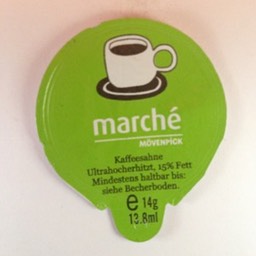 marché
MÖVENPICK
Kaffeesahne
Ultrahocherhitzt, 15% Fett
Mindestens haltbar bis:
siehe Becherboden.
℮ 14g
13.8ml